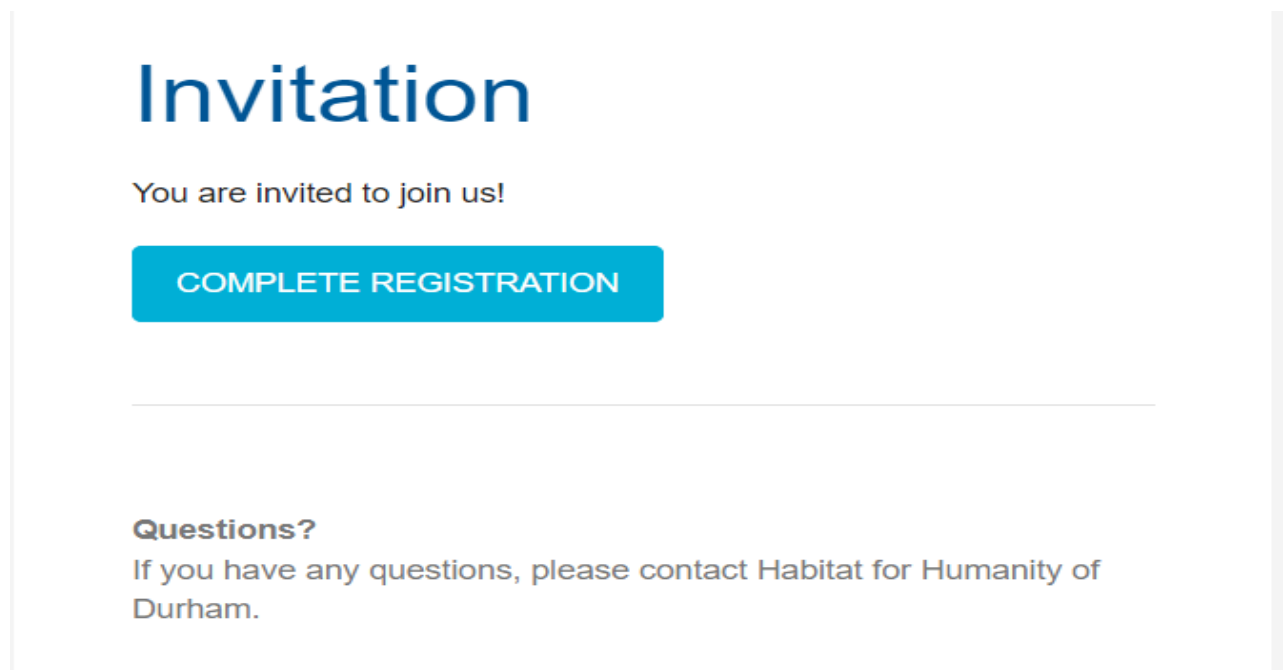 Invitation
You are invited to join us!
COMPLETE REGISTRATION
Questions?
If you have any questions, please contact Habitat for Humanity of
Durham.